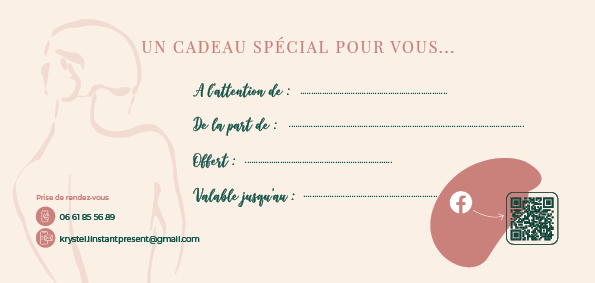 UN CADEAU SPÉCIAL POUR VOUS...
A l'attention de :
De la part de :
Offert :
Valable jusqu'au :
Prise de rendez-vous
06 61 85 56 89
krystel.linstantpresent@gmail.com